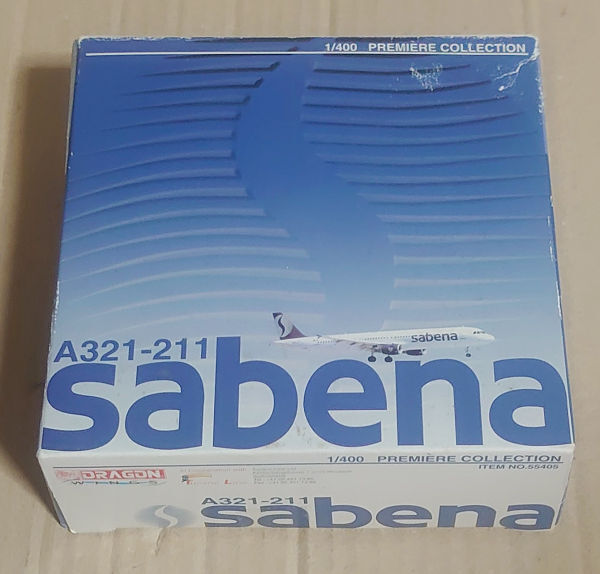 1/400 PREMIÈRE COLLECTION
sabena
A321-211
sabena
1/400 PREMIÈRE COLLECTION
ITEM NO.55405
DRAGON
WINGS
A321-211
sabena